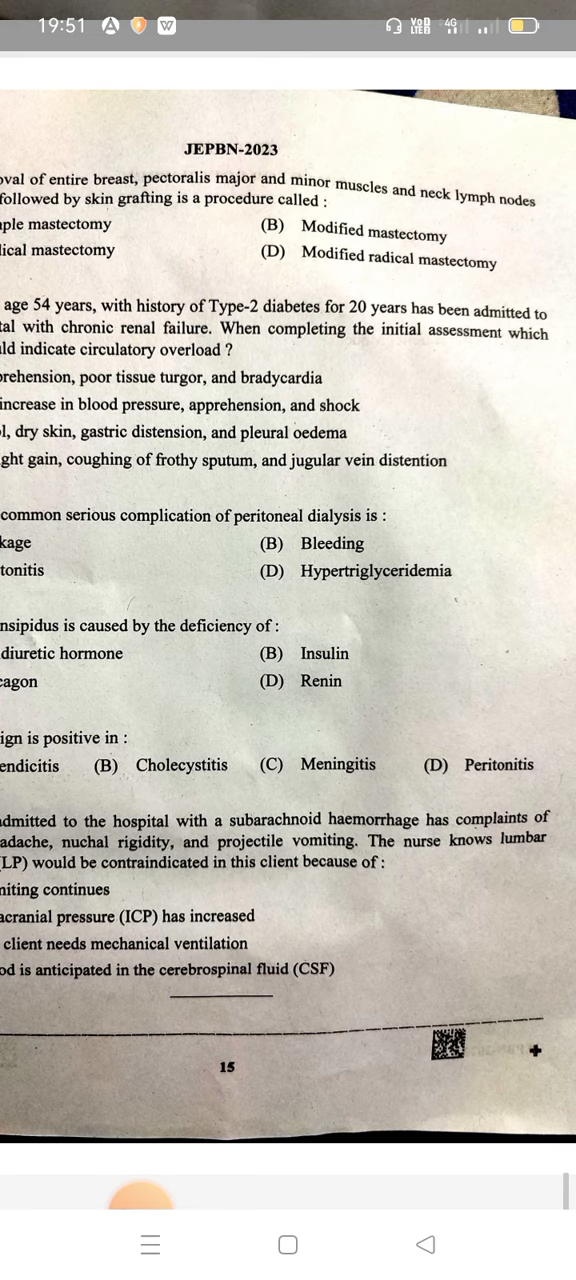 19:51
VoD
LTE2
4G
JEPBN-2023
oval of entire breast, pectoralis major and minor muscles and neck lymph nodes
followed by skin grafting is a procedure called :
ple mastectomy (B) Modified mastectomy
lical mastectomy (D) Modified radical mastectomy
age 54 years, with history of Type-2 diabetes for 20 years has been admitted to
tal with chronic renal failure. When completing the initial assessment which
ld indicate circulatory overload ?
prehension, poor tissue turgor, and bradycardia
increase in blood pressure, apprehension, and shock
l, dry skin, gastric distension, and pleural oedema
ght gain, coughing of frothy sputum, and jugular vein distention
common serious complication of peritoneal dialysis is :
kage (B) Bleeding
tonitis (D) Hypertriglyceridemia
nsipidus is caused by the deficiency of :
diuretic hormone (B) Insulin
cagon (D) Renin
ign is positive in :
endicitis (B) Cholecystitis (C) Meningitis (D) Peritonitis
dmitted to the hospital with a subarachnoid haemorrhage has complaints of
adache, nuchal rigidity, and projectile vomiting. The nurse knows lumbar
(LP) would be contraindicated in this client because of :
niting continues
acranial pressure (ICP) has increased
client needs mechanical ventilation
od is anticipated in the cerebrospinal fluid (CSF)
15